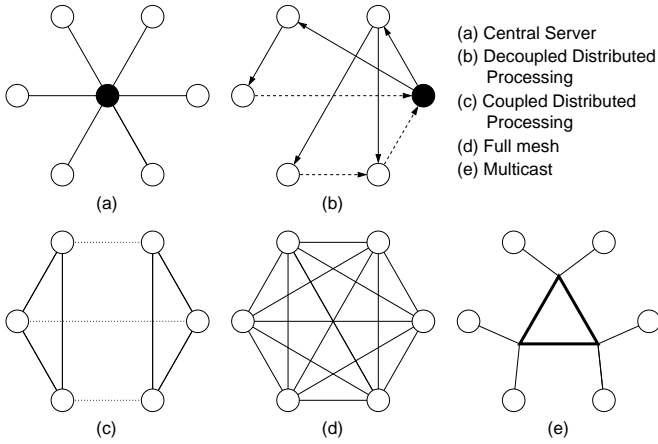 (a) Central Server
(b) Decoupled Distributed
Processing
(c) Coupled Distributed
Processing
(d) Full mesh
(e) Multicast
(a)
(b)
(c)
(d)
(e)